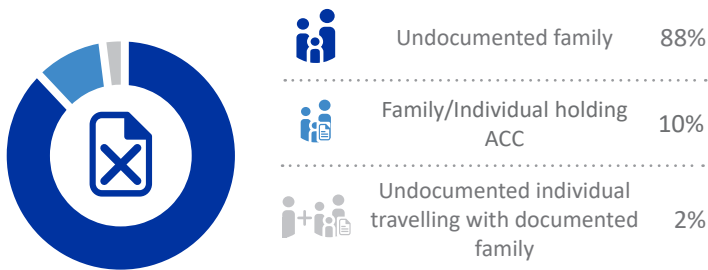 Undocumented family 88%
Family/Individual holding
ACC 10%
Undocumented individual
travelling with documented
family 2%